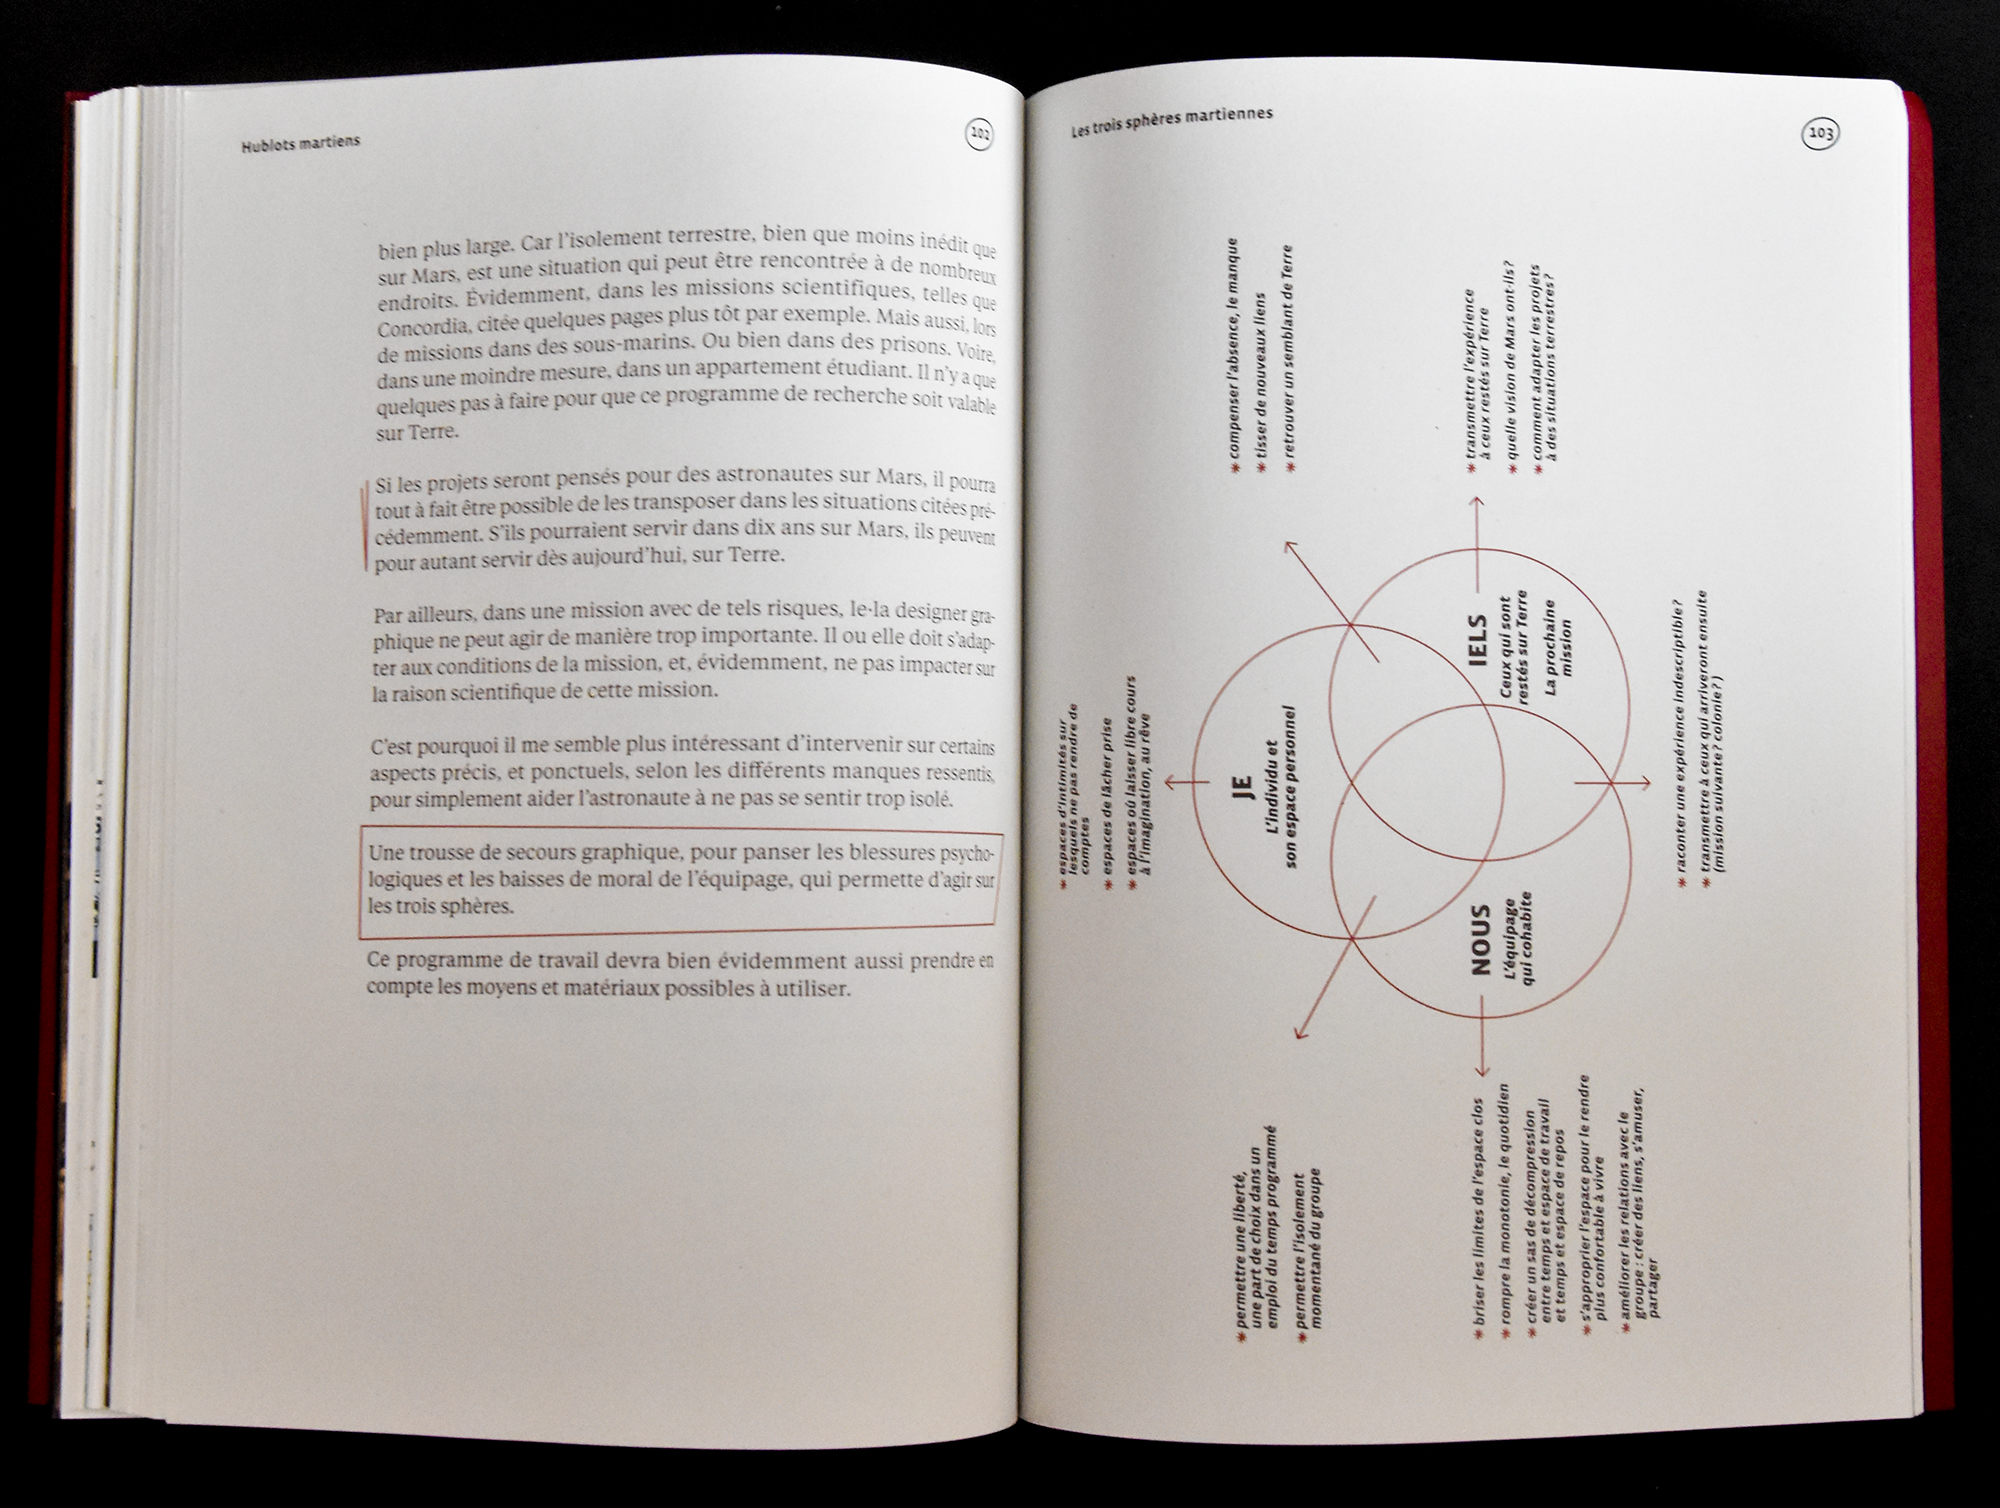 Hublots martiens
102
bien plus large. Car l'isolement terrestre, bien que moins inédit que
sur Mars, est une situation qui peut être rencontrée à de nombreux
endroits. Évidemment, dans les missions scientifiques, telles que
Concordia, citée quelques pages plus tôt par exemple. Mais aussi, lors
de missions dans des sous-marins. Ou bien dans des prisons. Voire,
dans une moindre mesure, dans un appartement étudiant. Il n'y a que
quelques pas à faire pour que ce programme de recherche soit valable
sur Terre.
Si les projets seront pensés pour des astronautes sur Mars, il pourra
tout à fait être possible de les transposer dans les situations citées pré-
cédemment. S'ils pourraient servir dans dix ans sur Mars, ils peuvent
pour autant servir dès aujourd'hui, sur Terre.
Par ailleurs, dans une mission avec de tels risques, le·la designer gra-
phique ne peut agir de manière trop importante. Il ou elle doit s'adap-
ter aux conditions de la mission, et, évidemment, ne pas impacter sur
la raison scientifique de cette mission.
C'est pourquoi il me semble plus intéressant d'intervenir sur certains
aspects précis, et ponctuels, selon les différents manques ressentis,
pour simplement aider l'astronaute à ne pas se sentir trop isolé.
Une trousse de secours graphique, pour panser les blessures psycho-
logiques et les baisses de moral de l'équipage, qui permette d'agir sur
les trois sphères.
Ce programme de travail devra bien évidemment aussi prendre en
compte les moyens et matériaux possibles à utiliser.
Les trois sphères martiennes
103
* espaces d'intimités sur
lesquels ne pas rendre de
comptes
* espaces de lâcher prise
* espaces où laisser libre cours
à l'imagination, au rêve
JE
L'individu et
son espace personnel
* permettre une liberté,
une part de choix dans un
emploi du temps programmé
* permettre l'isolement
momentané du groupe
* compenser l'absence, le manque
* tisser de nouveaux liens
* retrouver un semblant de Terre
NOUS
L'équipage
qui cohabite
* briser les limites de l'espace clos
* rompre la monotonie, le quotidien
* créer un sas de décompression
entre temps et espace de travail
et temps et espace de repos
* s'approprier l'espace pour le rendre
plus confortable à vivre
* améliorer les relations avec le
groupe : créer des liens, s'amuser,
partager
IELS
Ceux qui sont
restés sur Terre
La prochaine
mission
* transmettre l'expérience
à ceux restés sur Terre
* quelle vision de Mars ont-ils?
* comment adapter les projets
à des situations terrestres?
* raconter une expérience indescriptible?
* transmettre à ceux qui arriveront ensuite
(mission suivante? colonie?)